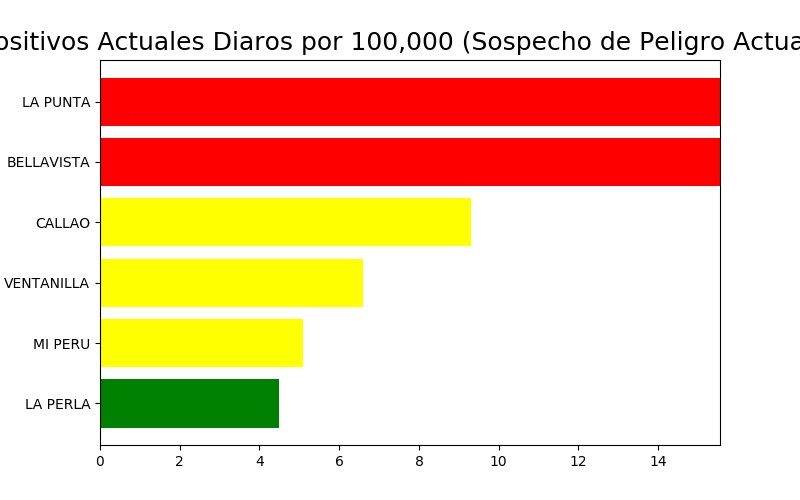 ositivos Actuales Diaros por 100,000 (Sospecho de Peligro Actua
LA PUNTA
BELLAVISTA
CALLAO
VENTANILLA
MI PERU
LA PERLA
0 2 4 6 8 10 12 14